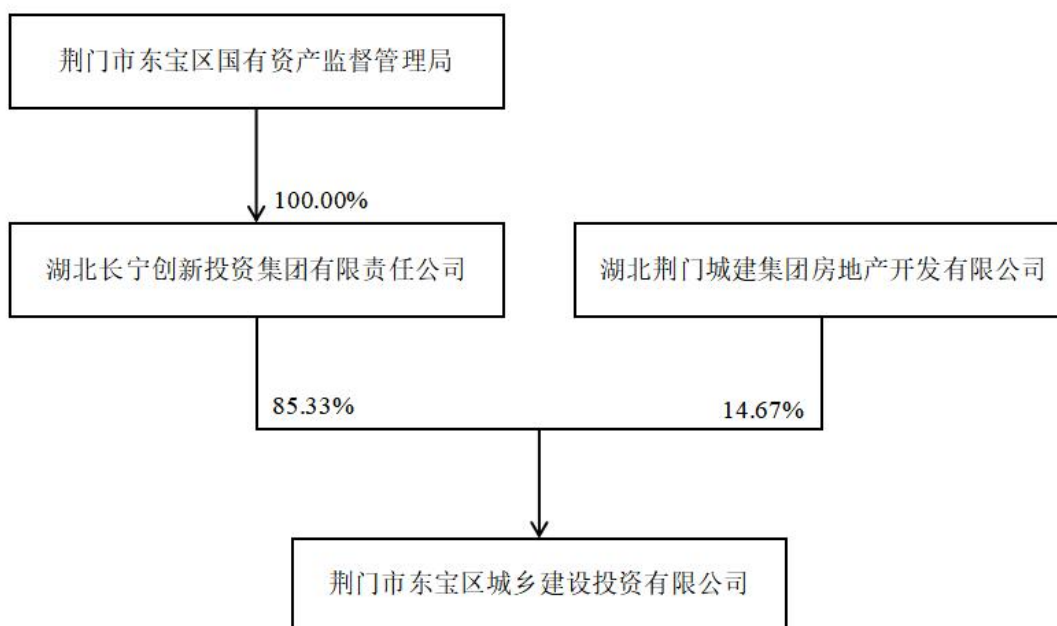 荆门市东宝区国有资产监督管理局
100.00%
湖北长宁创新投资集团有限责任公司
湖北荆门城建集团房地产开发有限公司
85.33%
14.67%
荆门市东宝区城乡建设投资有限公司